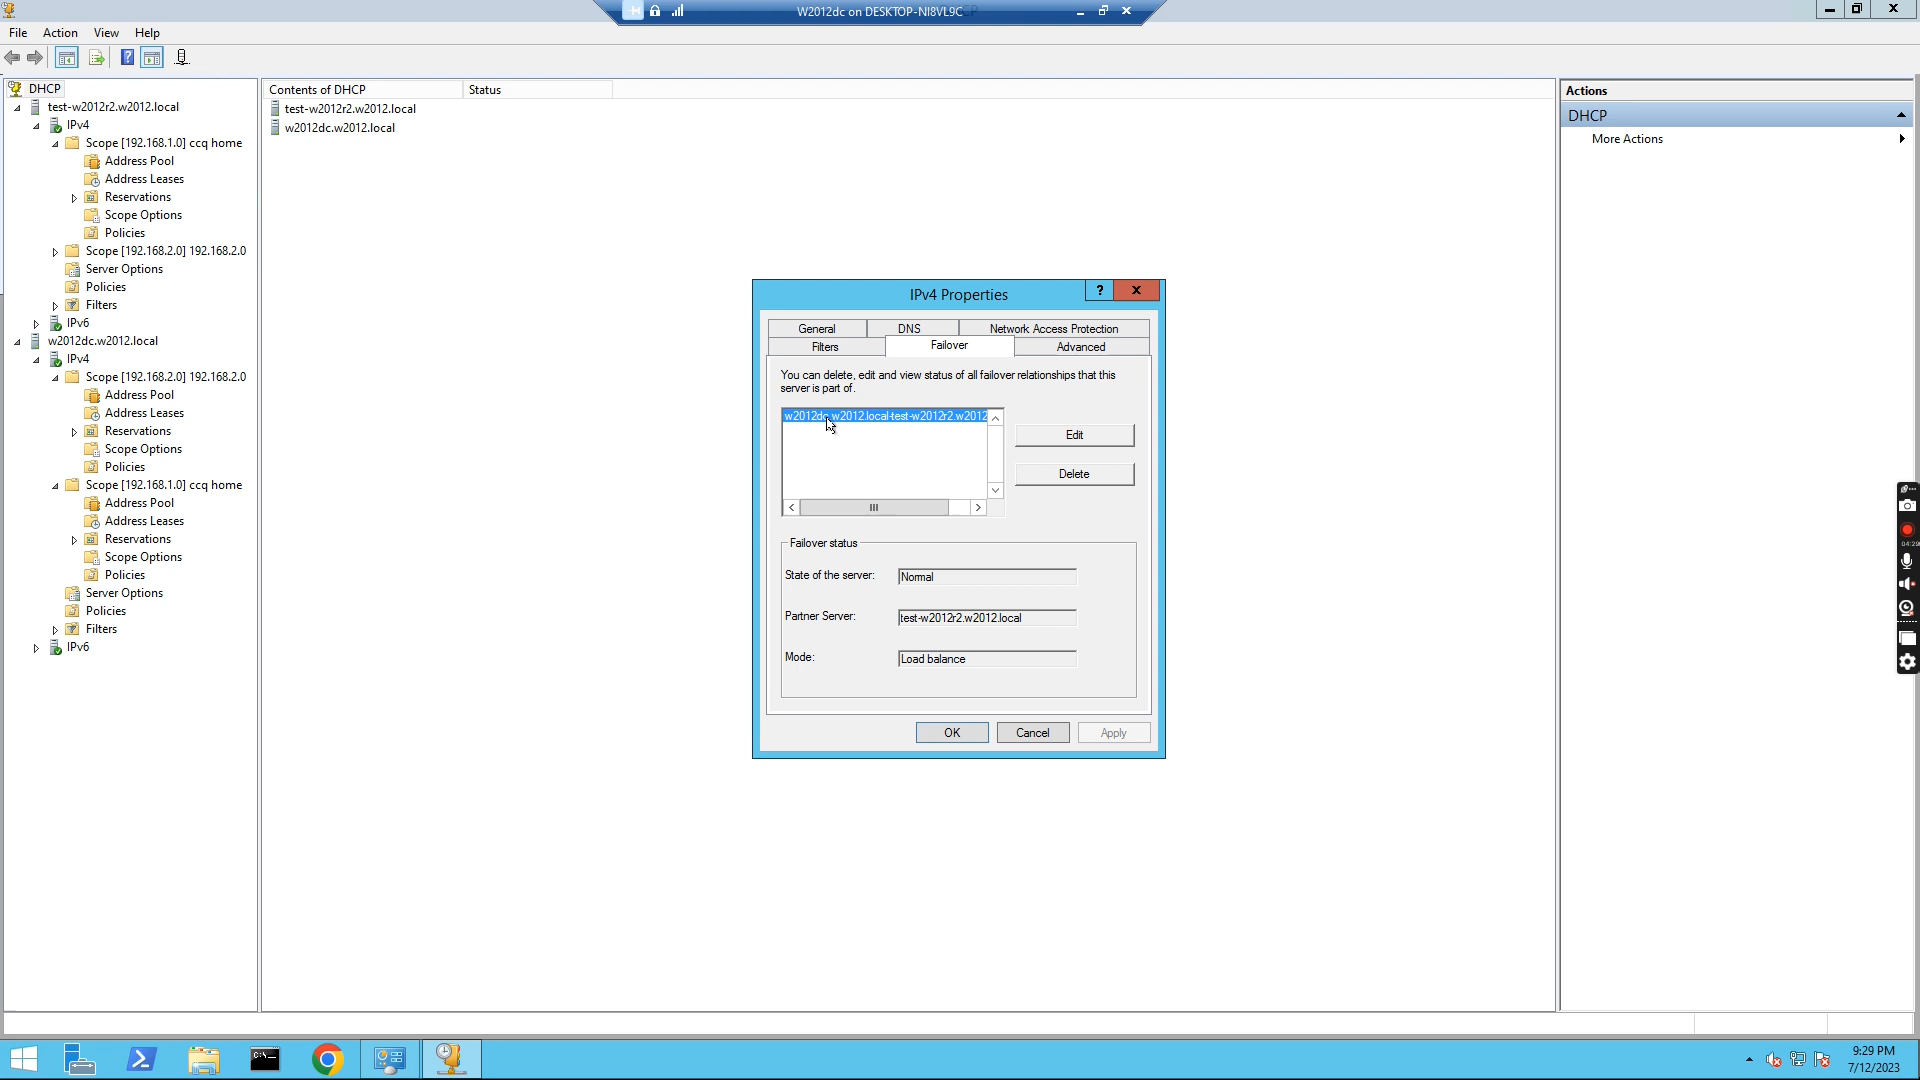 W2012dc on DESKTOP-NI8VL9C
File Action View Help
DHCP
test-w2012r2.w2012.local
IPv4
Scope [192.168.1.0] ccq home
Address Pool
Address Leases
Reservations
Scope Options
Policies
Scope [192.168.2.0] 192.168.2.0
Server Options
Policies
Filters
IPv6
w2012dc.w2012.local
IPv4
Scope [192.168.2.0] 192.168.2.0
Address Pool
Address Leases
Reservations
Scope Options
Policies
Scope [192.168.1.0] ccq home
Address Pool
Address Leases
Reservations
Scope Options
Policies
Server Options
Policies
Filters
IPv6
Contents of DHCP Status
test-w2012r2.w2012.local
w2012dc.w2012.local
IPv4 Properties
General DNS Network Access Protection
Filters Failover Advanced
You can delete, edit and view status of all failover relationships that this
server is part of.
w2012dc.w2012.local-test-w2012r2.w2012
Edit
Delete
Failover status
State of the server: Normal
Partner Server: test-w2012r2.w2012.local
Mode: Load balance
OK Cancel Apply
Actions
DHCP
More Actions
9:29 PM
7/12/2023